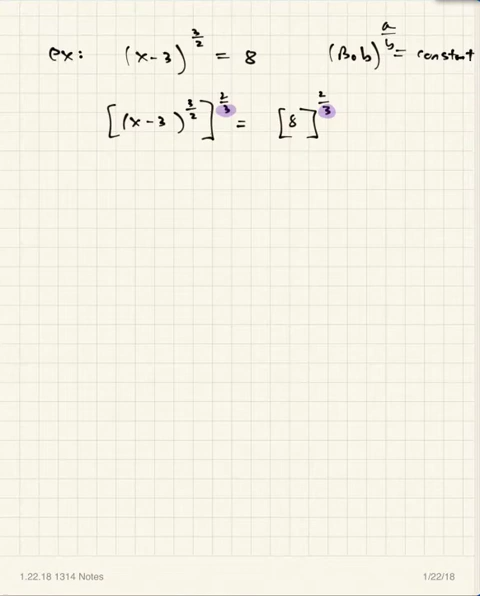 ex: (x-3)^(3/2) = 8 (Bob)^(a/b) = constant
[(x-3)^(3/2)]^(2/3) = [8]^(2/3)
1.22.18 1314 Notes 1/22/18